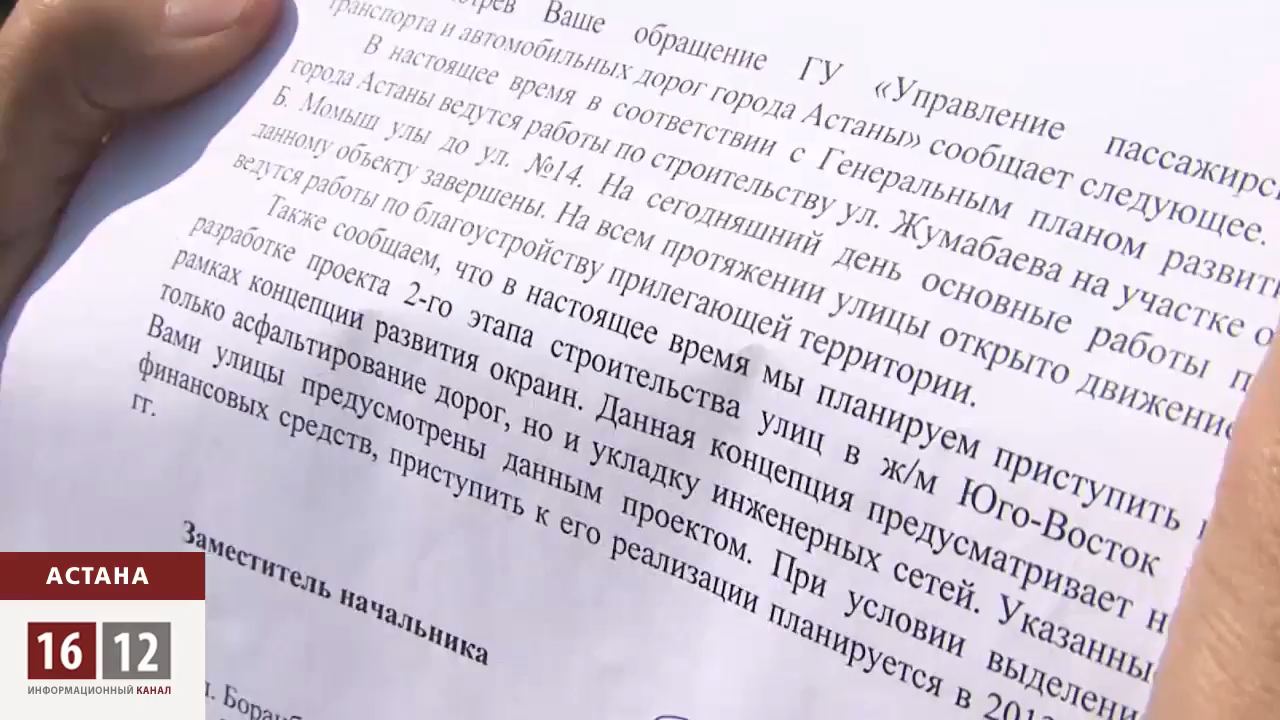 Ваше обращение ГУ «Управление
транспорта и автомобильных дорог города Астаны» сообщает следующее.
В настоящее время в соответствии с Генеральным планом
города Астаны ведутся работы по строительству ул. Жумабаева на участке
Б. Момыш улы до ул. №14. На сегодняшний день основные работы
данному объекту завершены. На всем протяжении улицы открыто движение
ведутся работы по благоустройству прилегающей территории.
Также сообщаем, что в настоящее время мы планируем приступить
разработке проекта 2-го этапа строительства улиц в ж/м Юго-Восток
рамках концепции развития окраин. Данная концепция предусматривает
только асфальтирование дорог, но и укладку инженерных сетей.
Вами улицы предусмотрены данным проектом. При условии
финансовых средств, приступить к его реализации планируется в
гг.
Заместитель начальника
АСТАНА
16 12
ИНФОРМАЦИОННЫЙ КАНАЛ